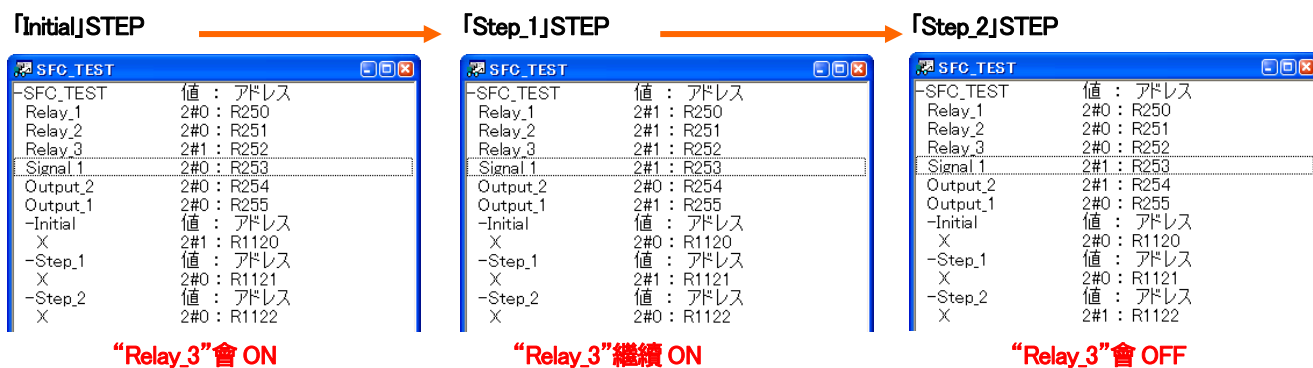 「Initial」STEP
SFC_TEST
-SFC_TEST 値 : アドレス
Relay_1 2#0 : R250
Relay_2 2#0 : R251
Relay_3 2#1 : R252
Signal_1 2#0 : R253
Output_2 2#0 : R254
Output_1 2#0 : R255
-Initial 値 : アドレス
X 2#1 : R1120
-Step_1 値 : アドレス
X 2#0 : R1121
-Step_2 値 : アドレス
X 2#0 : R1122
“Relay_3”會 ON
「Step_1」STEP
SFC_TEST
-SFC_TEST 値 : アドレス
Relay_1 2#1 : R250
Relay_2 2#1 : R251
Relay_3 2#1 : R252
Signal_1 2#1 : R253
Output_2 2#0 : R254
Output_1 2#1 : R255
-Initial 値 : アドレス
X 2#0 : R1120
-Step_1 値 : アドレス
X 2#1 : R1121
-Step_2 値 : アドレス
X 2#0 : R1122
“Relay_3”繼續 ON
「Step_2」STEP
SFC_TEST
-SFC_TEST 値 : アドレス
Relay_1 2#0 : R250
Relay_2 2#0 : R251
Relay_3 2#0 : R252
Signal_1 2#1 : R253
Output_2 2#1 : R254
Output_1 2#0 : R255
-Initial 値 : アドレス
X 2#0 : R1120
-Step_1 値 : アドレス
X 2#0 : R1121
-Step_2 値 : アドレス
X 2#1 : R1122
“Relay_3”會 OFF